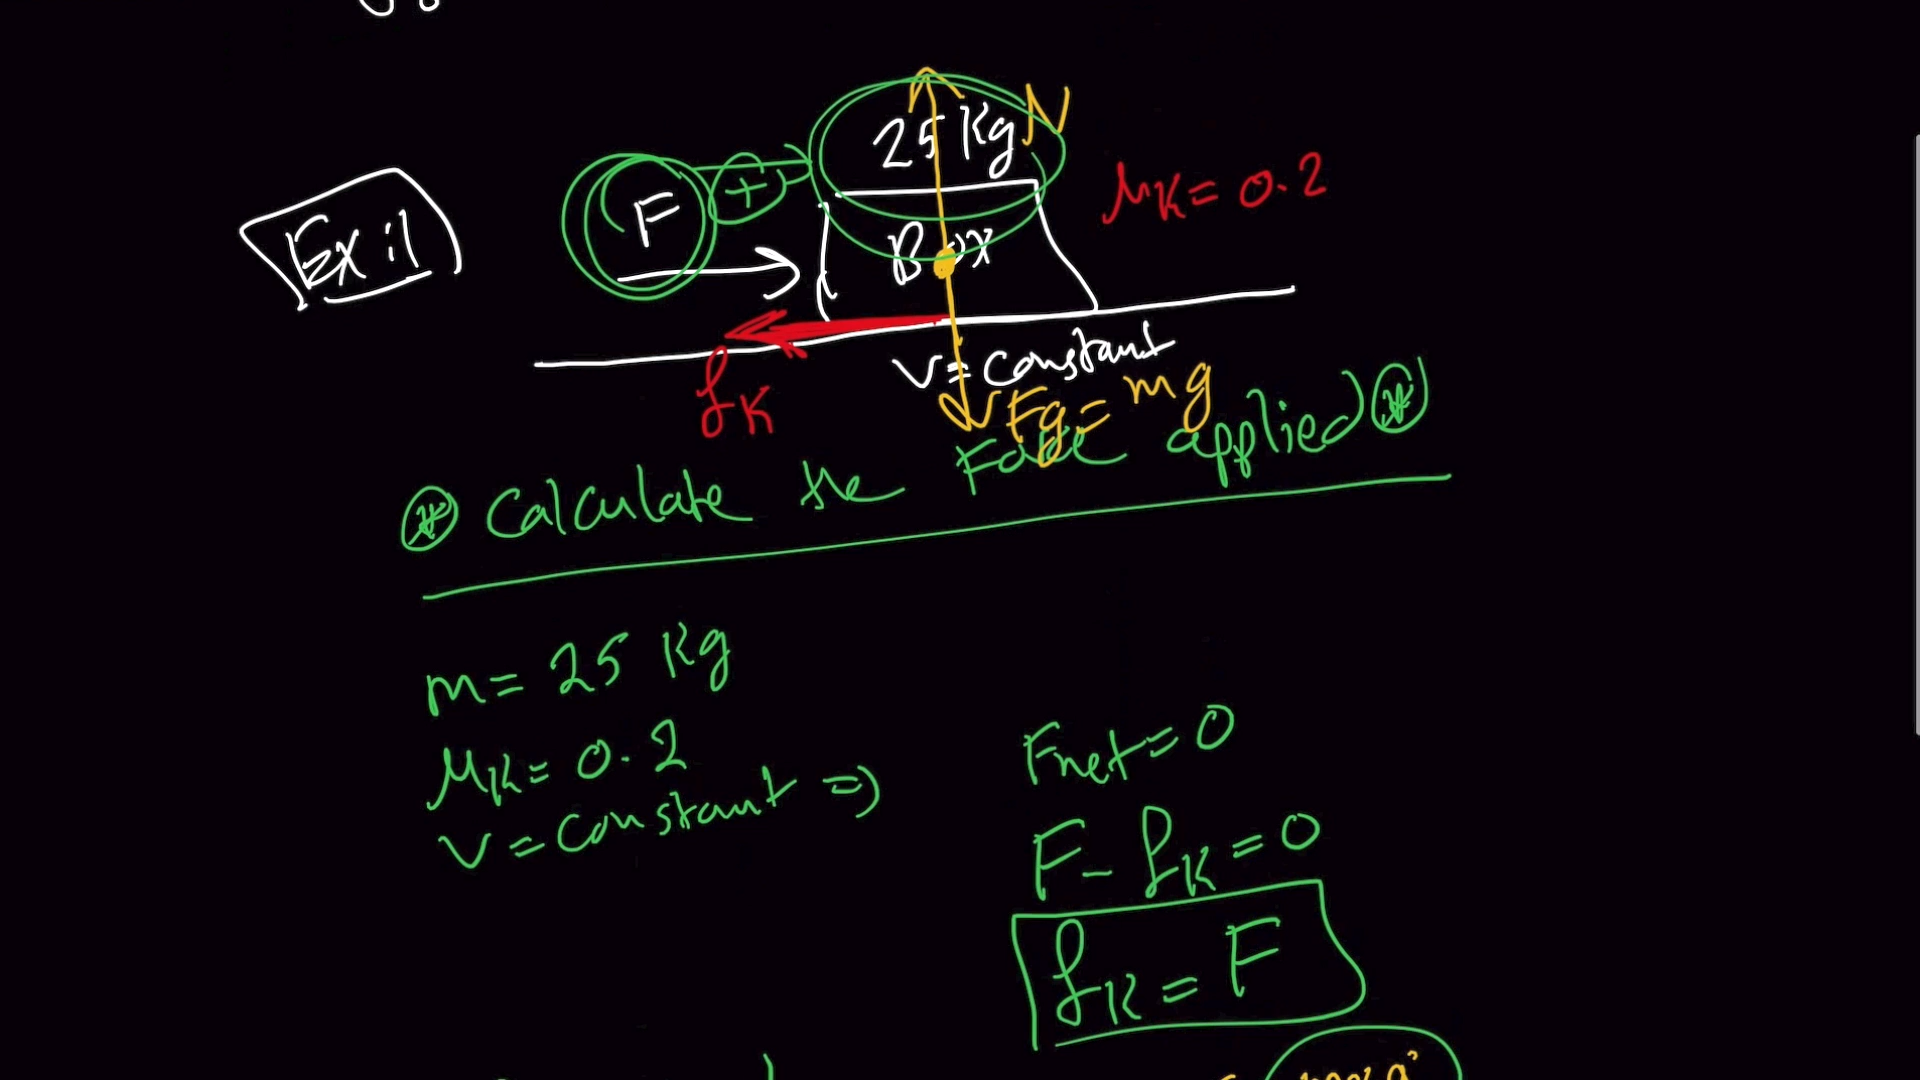 25 Kg N
F +
Ex:1
μK= 0.2
Box
V= constant
fK
Fg= mg
* Calculate the Force applied *
m= 25 Kg
μK= 0.2
V= constant ⇒
Fnet= 0
F- fK= 0
fK= F